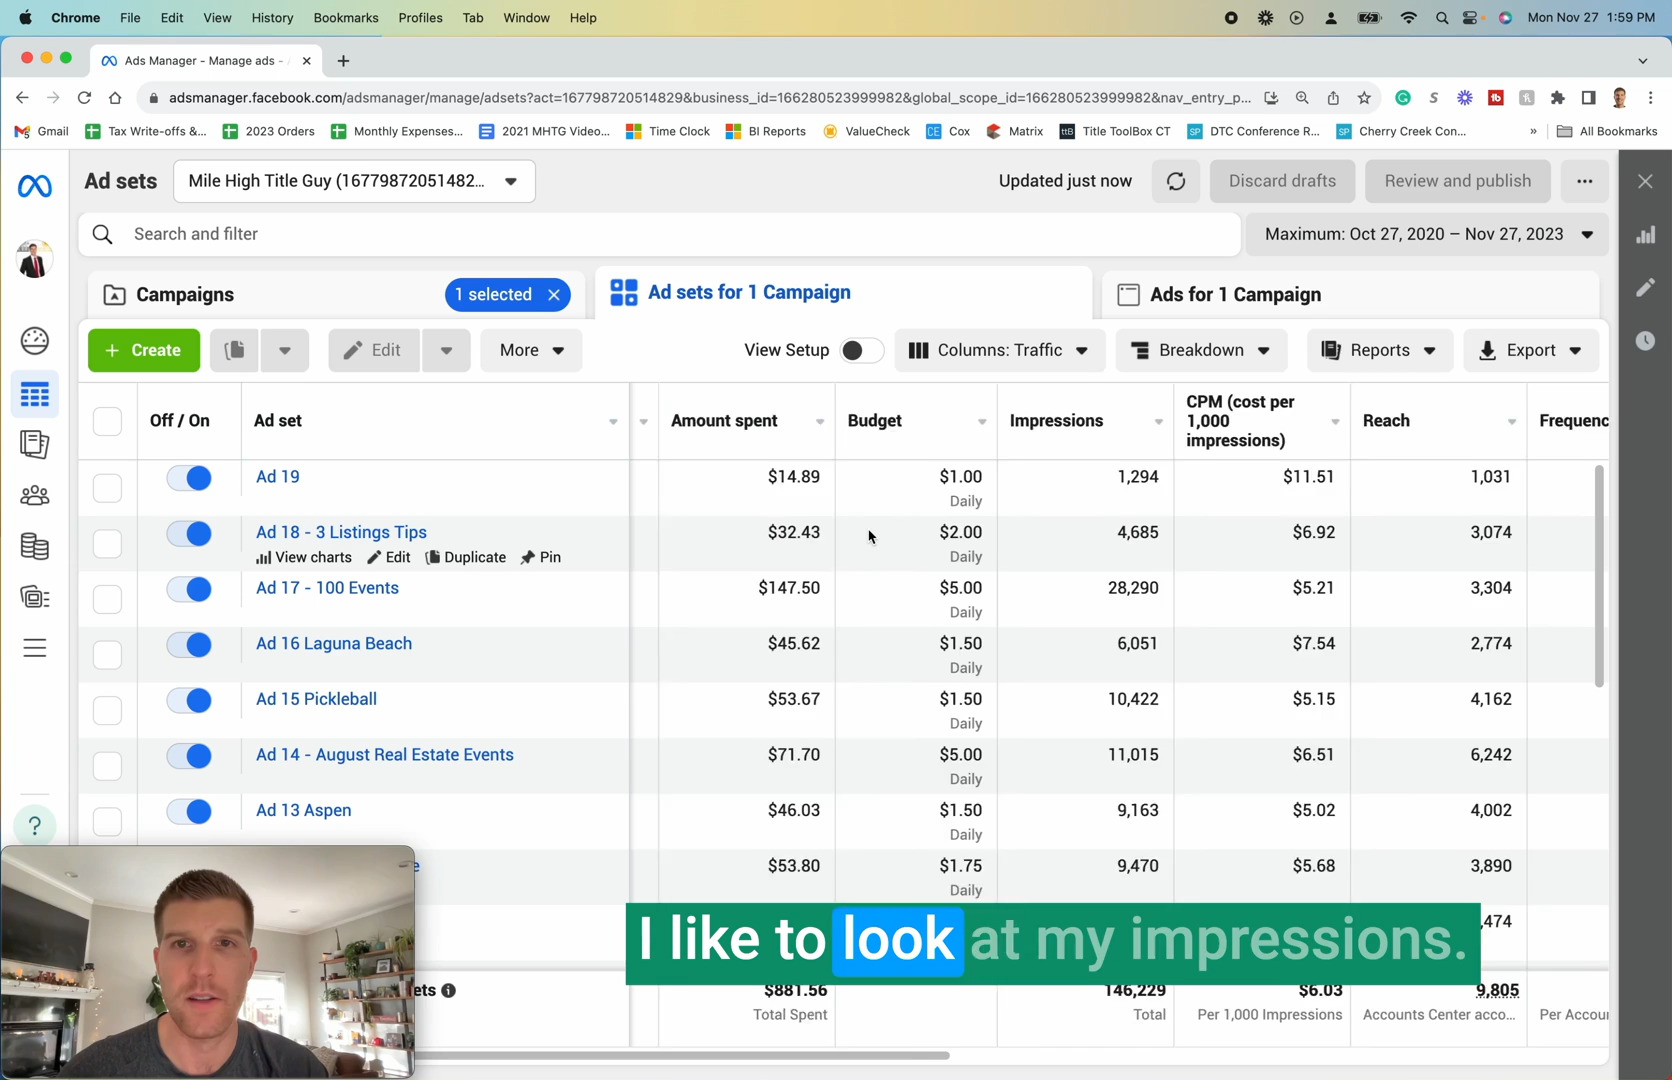 Chrome File Edit View History Bookmarks Profiles Tab Window Help Mon Nov 27 1:59 PM
Ads Manager - Manage ads -
adsmanager.facebook.com/adsmanager/manage/adsets?act=167798720514829&business_id=166280523999982&global_scope_id=166280523999982&nav_entry_p...
Gmail Tax Write-offs &... 2023 Orders Monthly Expenses... 2021 MHTG Video... Time Clock BI Reports ValueCheck CE Cox Matrix ttb Title ToolBox CT SP DTC Conference R... SP Cherry Creek Con... » All Bookmarks
Ad sets Mile High Title Guy (16779872051482... Updated just now Discard drafts Review and publish ...
Search and filter Maximum: Oct 27, 2020 – Nov 27, 2023
Campaigns 1 selected Ad sets for 1 Campaign Ads for 1 Campaign
+ Create Edit More View Setup Columns: Traffic Breakdown Reports Export
Off / On Ad set Amount spent Budget Impressions CPM (cost per 1,000 impressions) Reach Frequenc
Ad 19 $14.89 $1.00 1,294 $11.51 1,031
Daily
Ad 18 - 3 Listings Tips $32.43 $2.00 4,685 $6.92 3,074
View charts Edit Duplicate Pin Daily
Ad 17 - 100 Events $147.50 $5.00 28,290 $5.21 3,304
Daily
Ad 16 Laguna Beach $45.62 $1.50 6,051 $7.54 2,774
Daily
Ad 15 Pickleball $53.67 $1.50 10,422 $5.15 4,162
Daily
Ad 14 - August Real Estate Events $71.70 $5.00 11,015 $6.51 6,242
Daily
Ad 13 Aspen $46.03 $1.50 9,163 $5.02 4,002
? Daily
e $53.80 $1.75 9,470 $5.68 3,890
Daily
,474
I like to look at my impressions.
ets $881.56 146,229 $6.03 9,805
Total Spent Total Per 1,000 Impressions Accounts Center acco... Per Accou